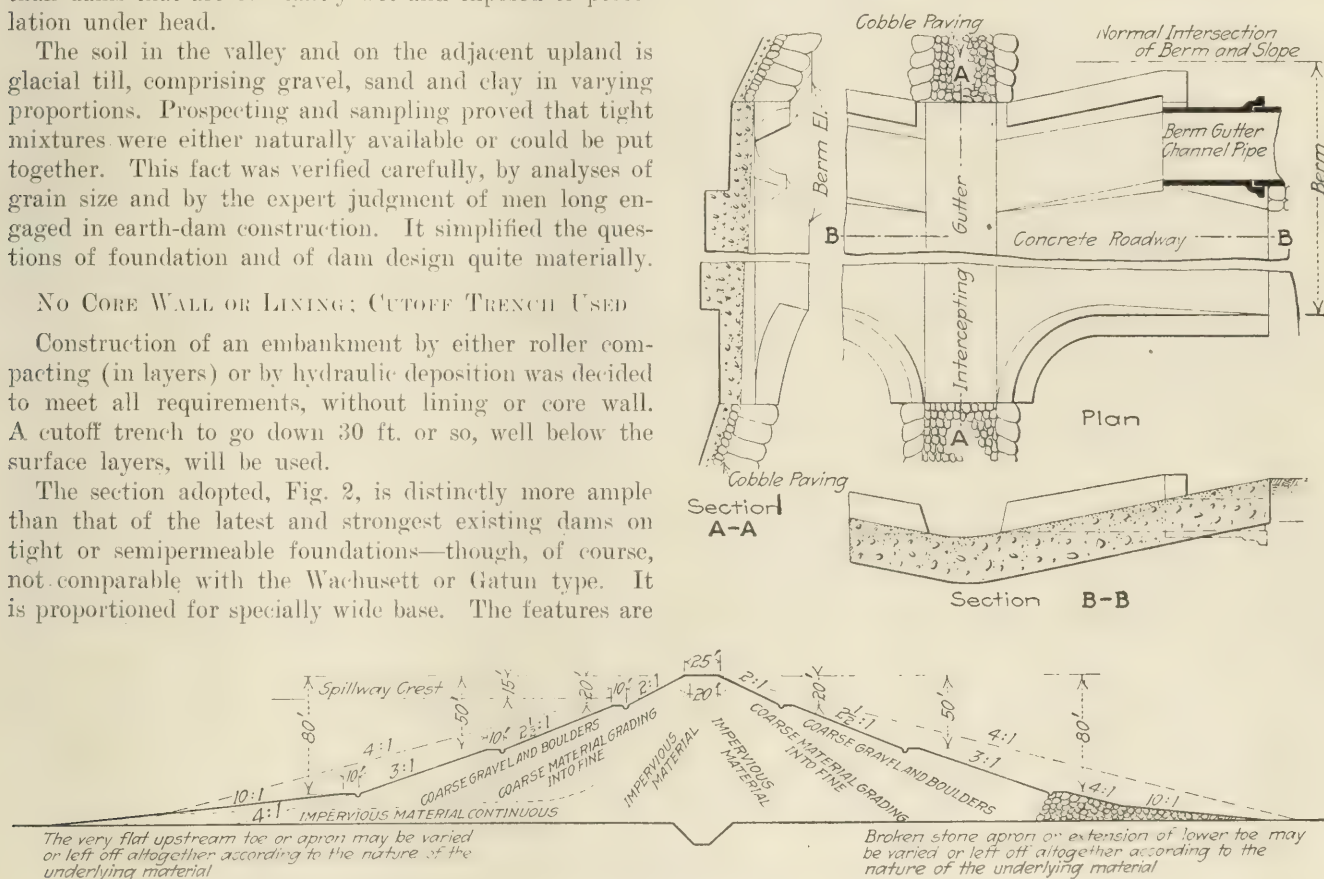 lation under head.
The soil in the valley and on the adjacent upland is
glacial till, comprising gravel, sand and clay in varying
proportions. Prospecting and sampling proved that tight
mixtures were either naturally available or could be put
together. This fact was verified carefully, by analyses of
grain size and by the expert judgment of men long en-
gaged in earth-dam construction. It simplified the ques-
tions of foundation and of dam design quite materially.
No Core Wall or Lining; Cutoff Trench Used
Construction of an embankment by either roller com-
pacting (in layers) or by hydraulic deposition was decided
to meet all requirements, without lining or core wall.
A cutoff trench to go down 30 ft. or so, well below the
surface layers, will be used.
The section adopted, Fig. 2, is distinctly more ample
than that of the latest and strongest existing dams on
tight or semipermeable foundations—though, of course,
not comparable with the Wachusett or Gatun type. It
is proportioned for specially wide base. The features are
Cobble Paving
Normal Intersection
of Berm and Slope
A
Berm El.
Gutter
Berm Gutter
Channel Pipe
Berm
B
Concrete Roadway
B
Intercepting
A
Plan
Cobble Paving
Section
A-A
Section B-B
Spillway Crest
80'
50'
15'
20'
10'
2:1
25'
20'
2:1
20'
2½:1
50'
4:1
80'
4:1
10'
2½:1
3:1
10'
3:1
10:1
4:1
4:1
10:1
COARSE GRAVEL AND BOULDERS
COARSE MATERIAL GRADING
INTO FINE
IMPERVIOUS
MATERIAL
IMPERVIOUS
MATERIAL
COARSE MATERIAL GRADING
INTO FINE
COARSE GRAVEL AND BOULDERS
IMPERVIOUS MATERIAL CONTINUOUS
The very flat upstream toe or apron may be varied
or left off altogether according to the nature of the
underlying material
Broken stone apron or extension of lower toe may
be varied or left off altogether according to the
nature of the underlying material